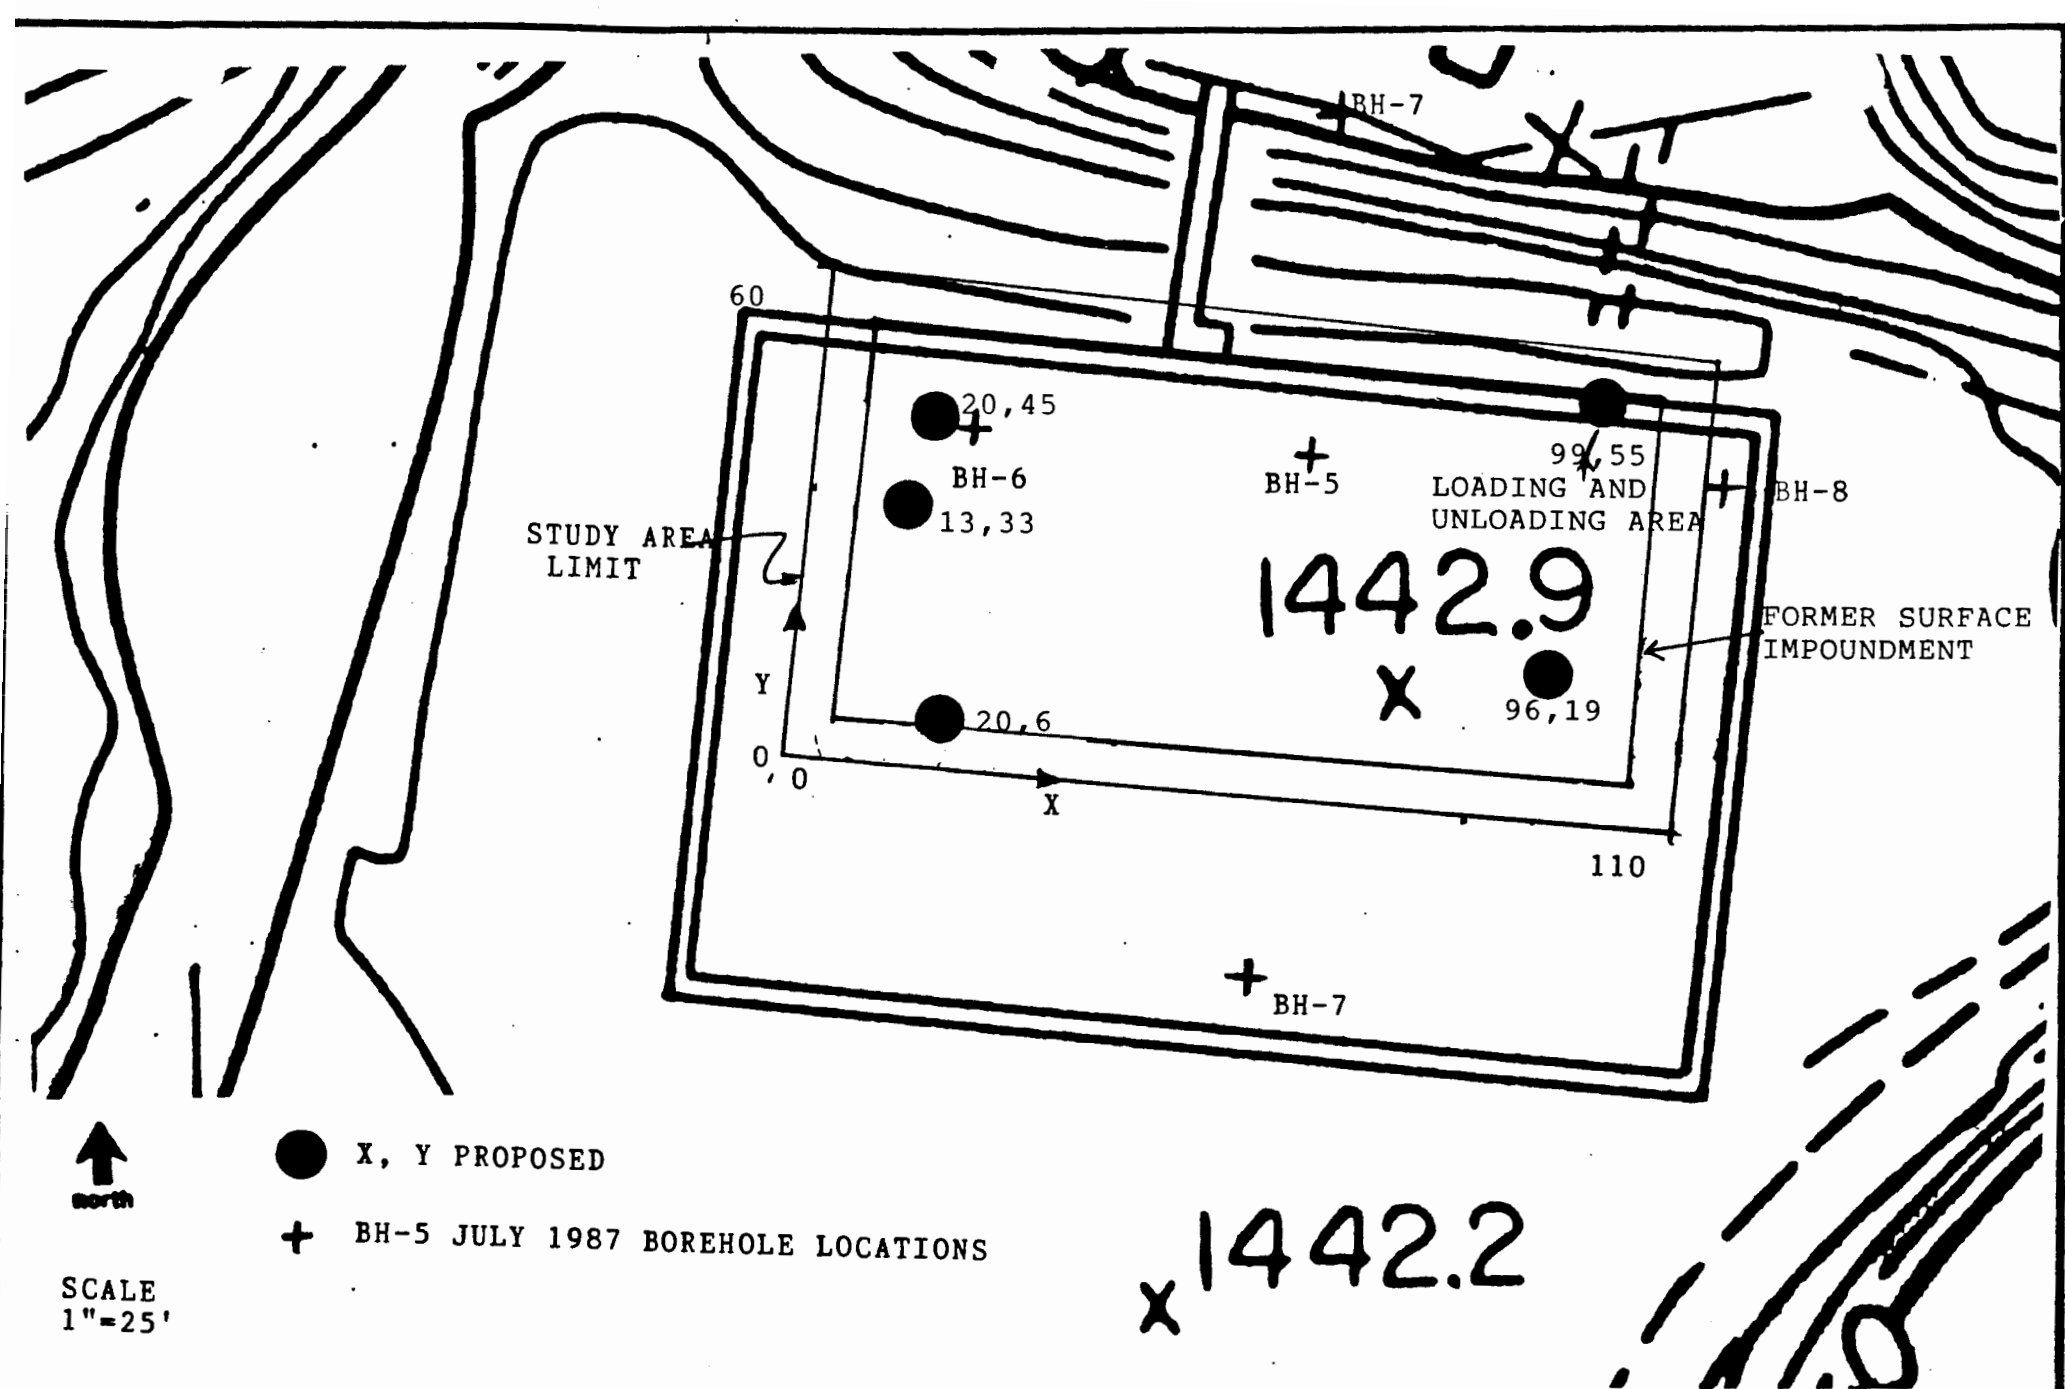 BH-7
60
20,45
BH-6
13,33
BH-5
99,55
LOADING AND
UNLOADING AREA
BH-8
STUDY AREA
LIMIT
1442.9
X
FORMER SURFACE
IMPOUNDMENT
96,19
Y
20,6
0,0
X
110
BH-7
north
X, Y PROPOSED
+ BH-5 JULY 1987 BOREHOLE LOCATIONS
SCALE
1"=25'
X 1442.2